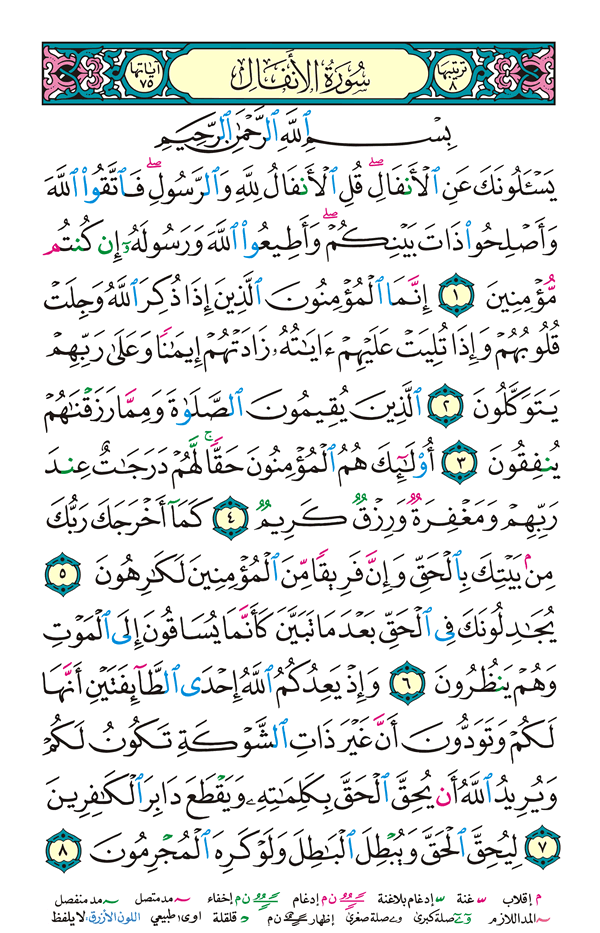 ترتيبها ٨ سُورَةُ الأَنفَالِ آياتها ٧٥
بِسْمِ ٱللَّهِ ٱلرَّحْمَٰنِ ٱلرَّحِيمِ
يَسْـَٔلُونَكَ عَنِ ٱلْأَنفَالِۖ قُلِ ٱلْأَنفَالُ لِلَّهِ وَٱلرَّسُولِۖ فَٱتَّقُوا۟ ٱللَّهَ
وَأَصْلِحُوا۟ ذَاتَ بَيْنِكُمْۖ وَأَطِيعُوا۟ ٱللَّهَ وَرَسُولَهُۥٓ إِن كُنتُم
مُّؤْمِنِينَ ١ إِنَّمَا ٱلْمُؤْمِنُونَ ٱلَّذِينَ إِذَا ذُكِرَ ٱللَّهُ وَجِلَتْ
قُلُوبُهُمْ وَإِذَا تُلِيَتْ عَلَيْهِمْ ءَايَٰتُهُۥ زَادَتْهُمْ إِيمَٰنًا وَعَلَىٰ رَبِّهِمْ
يَتَوَكَّلُونَ ٢ ٱلَّذِينَ يُقِيمُونَ ٱلصَّلَوٰةَ وَمِمَّا رَزَقْنَٰهُمْ
يُنفِقُونَ ٣ أُو۟لَٰٓئِكَ هُمُ ٱلْمُؤْمِنُونَ حَقًّاۚ لَّهُمْ دَرَجَٰتٌ عِندَ
رَبِّهِمْ وَمَغْفِرَةٌ وَرِزْقٌ كَرِيمٌ ٤ كَمَآ أَخْرَجَكَ رَبُّكَ
مِنۢ بَيْتِكَ بِٱلْحَقِّ وَإِنَّ فَرِيقًا مِّنَ ٱلْمُؤْمِنِينَ لَكَٰرِهُونَ ٥
يُجَٰدِلُونَكَ فِى ٱلْحَقِّ بَعْدَ مَا تَبَيَّنَ كَأَنَّمَا يُسَاقُونَ إِلَى ٱلْمَوْتِ
وَهُمْ يَنظُرُونَ ٦ وَإِذْ يَعِدُكُمُ ٱللَّهُ إِحْدَى ٱلطَّآئِفَتَيْنِ أَنَّهَا
لَكُمْ وَتَوَدُّونَ أَنَّ غَيْرَ ذَاتِ ٱلشَّوْكَةِ تَكُونُ لَكُمْ
وَيُرِيدُ ٱللَّهُ أَن يُحِقَّ ٱلْحَقَّ بِكَلِمَٰتِهِۦ وَيَقْطَعَ دَابِرَ ٱلْكَٰفِرِينَ
٧ لِيُحِقَّ ٱلْحَقَّ وَيُبْطِلَ ٱلْبَٰطِلَ وَلَوْ كَرِهَ ٱلْمُجْرِمُونَ ٨
م إقلاب غنة إدغام بلاغنة ن م إدغام ن م إخفاء مد متصل مد منفصل
المد اللازم صلة كبرى صلة صغرى إظهار ن م قلقلة اوى؛ طبيعي اللون الأزرق: لا يلفظ